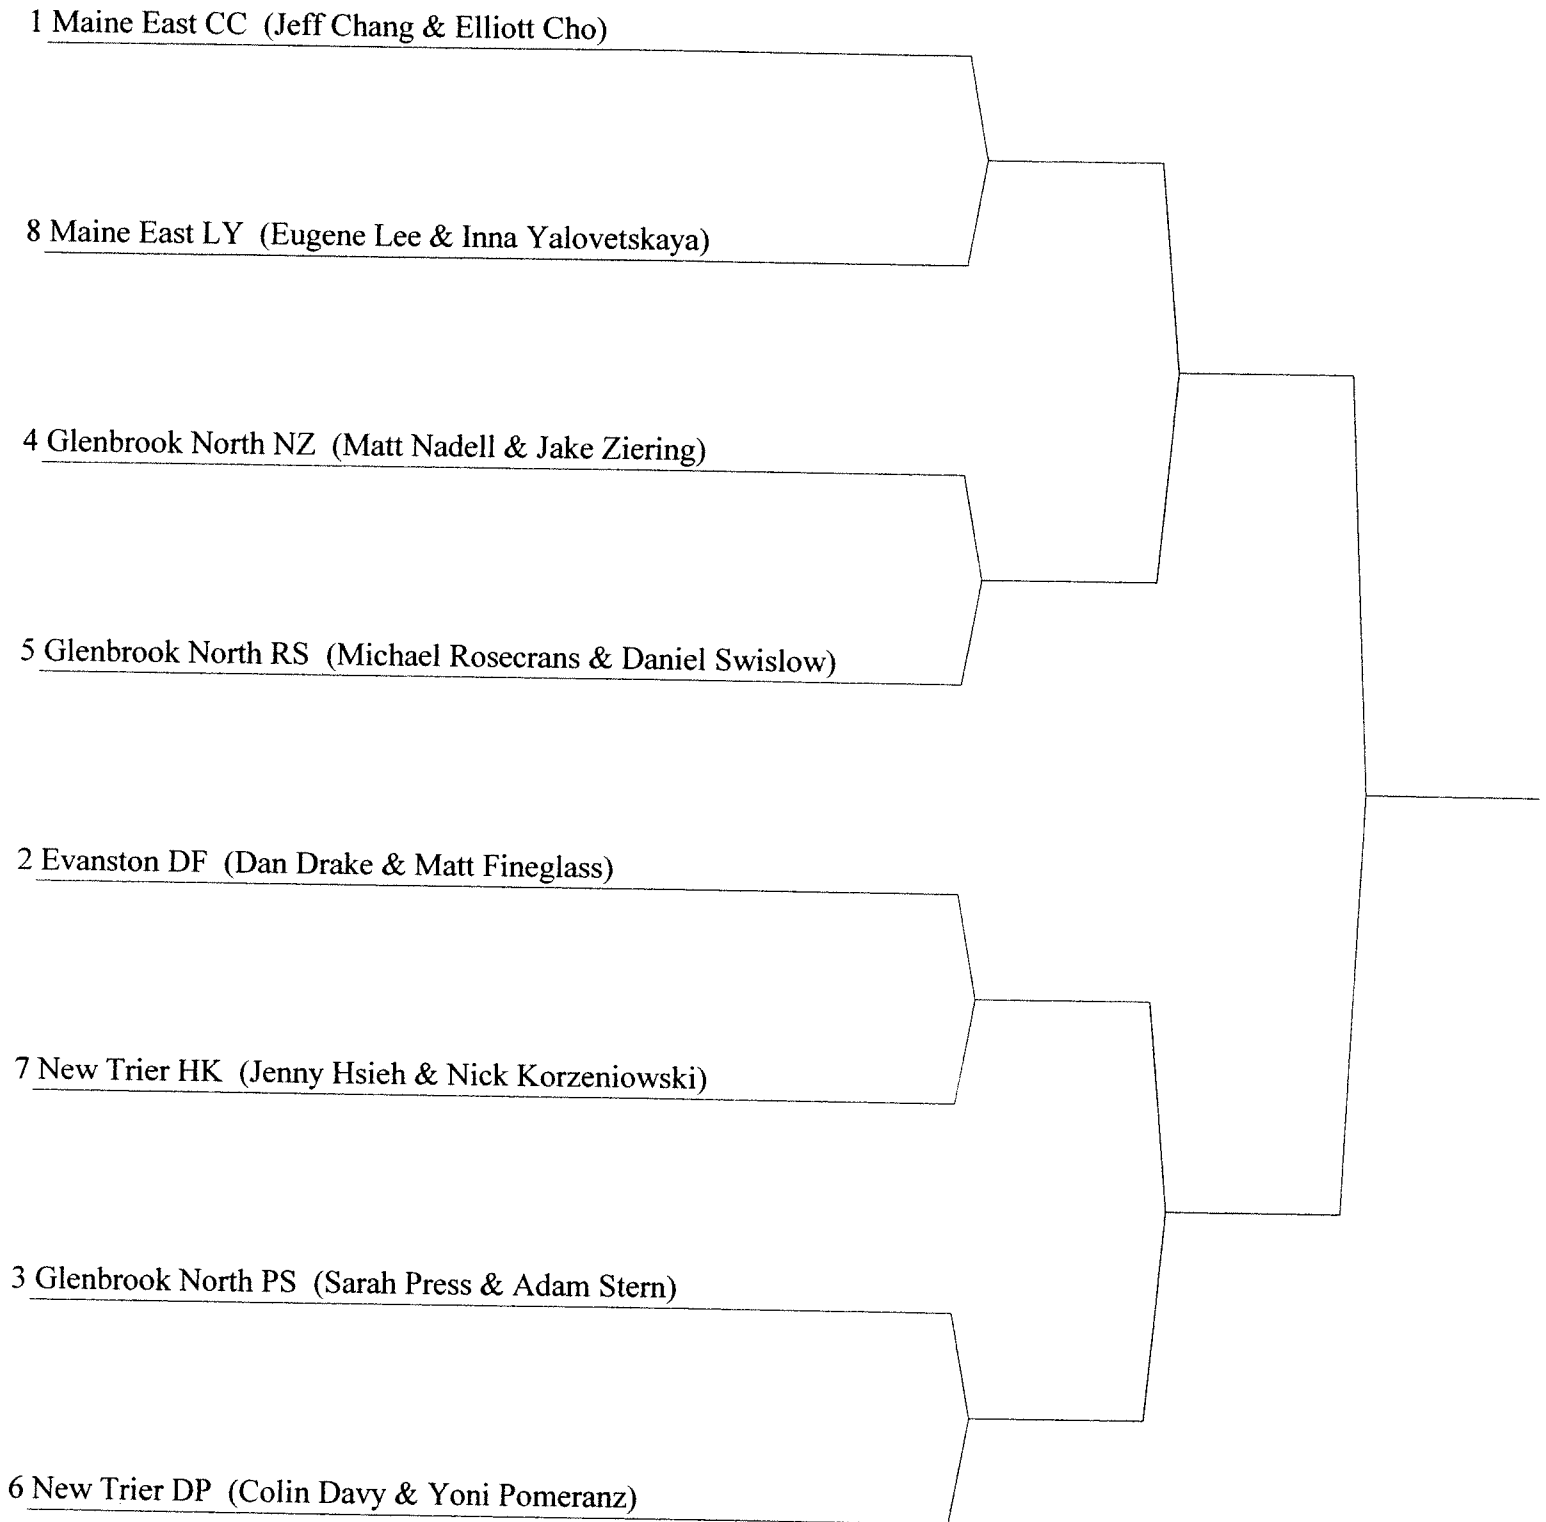 1 Maine East CC (Jeff Chang & Elliott Cho)
8 Maine East LY (Eugene Lee & Inna Yalovetskaya)
4 Glenbrook North NZ (Matt Nadell & Jake Ziering)
5 Glenbrook North RS (Michael Rosecrans & Daniel Swislow)
2 Evanston DF (Dan Drake & Matt Fineglass)
7 New Trier HK (Jenny Hsieh & Nick Korzeniowski)
3 Glenbrook North PS (Sarah Press & Adam Stern)
6 New Trier DP (Colin Davy & Yoni Pomeranz)